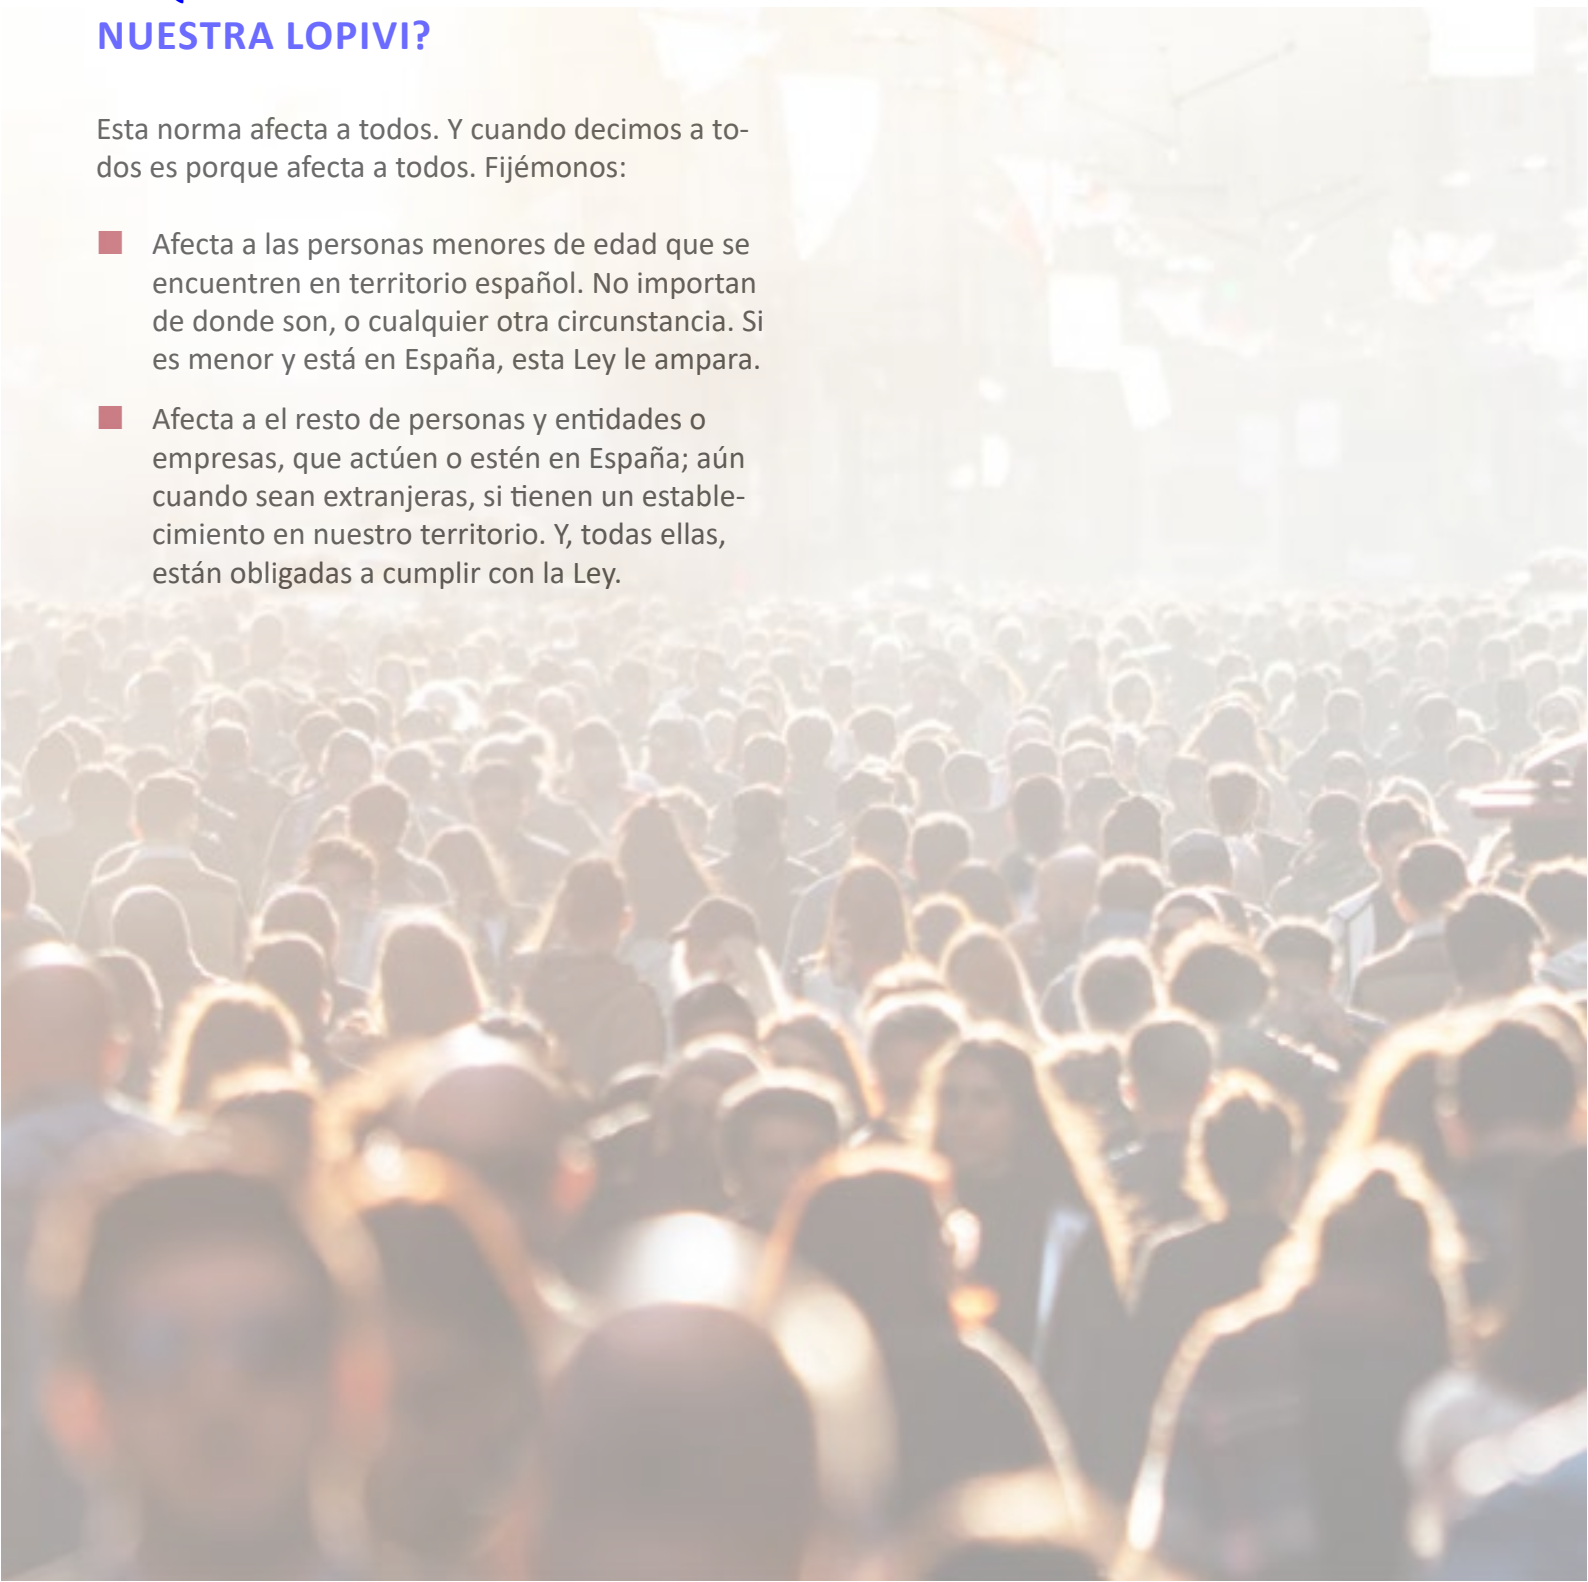 NUESTRA LOPIVI?
Esta norma afecta a todos. Y cuando decimos a to-
dos es porque afecta a todos. Fijémonos:
Afecta a las personas menores de edad que se
encuentren en territorio español. No importan
de donde son, o cualquier otra circunstancia. Si
es menor y está en España, esta Ley le ampara.
Afecta a el resto de personas y entidades o
empresas, que actúen o estén en España; aún
cuando sean extranjeras, si tienen un estable-
cimiento en nuestro territorio. Y, todas ellas,
están obligadas a cumplir con la Ley.